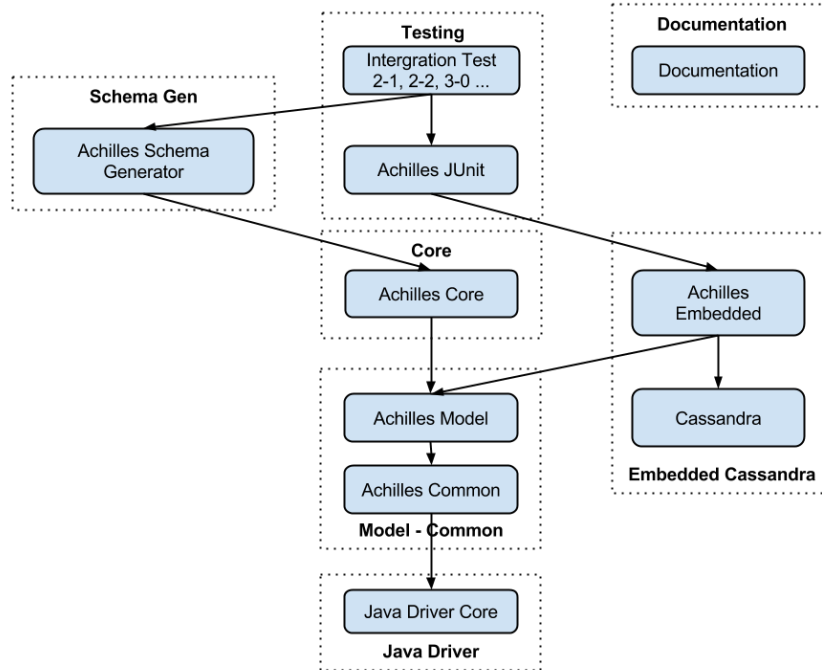 Testing
Intergration Test
2-1, 2-2, 3-0 ...
Documentation
Documentation
Schema Gen
Achilles Schema
Generator
Achilles JUnit
Core
Achilles Core
Achilles
Embedded
Achilles Model
Cassandra
Embedded Cassandra
Achilles Common
Model - Common
Java Driver Core
Java Driver